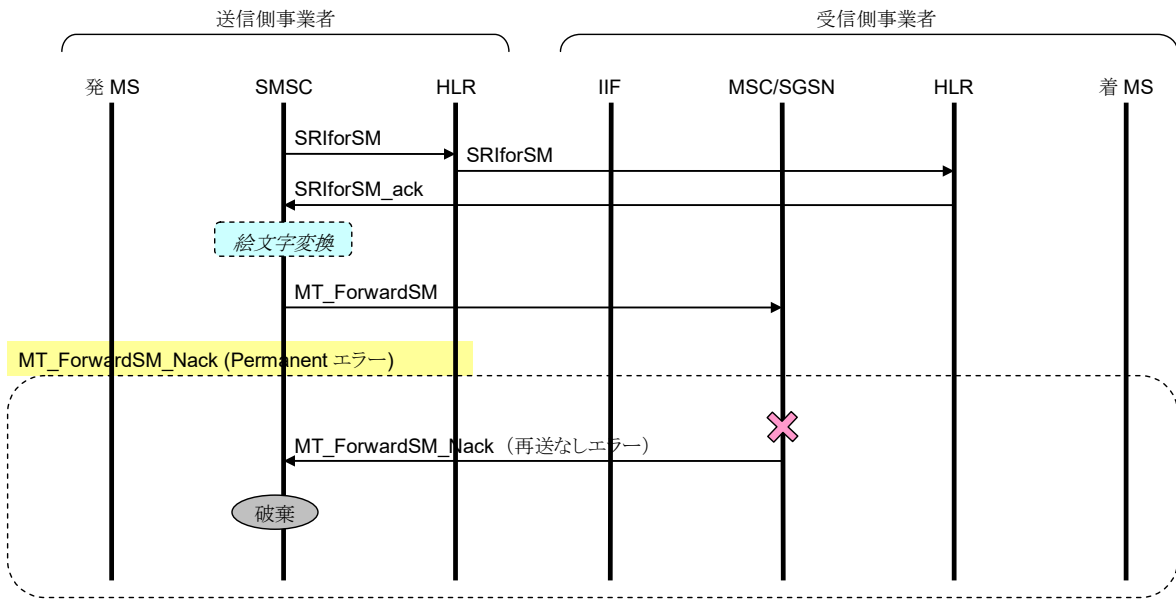 送信側事業者
受信側事業者
発 MS
SMSC
HLR
IIF
MSC/SGSN
HLR
着 MS
SRIforSM
SRIforSM
SRIforSM_ack
絵文字変換
MT_ForwardSM
MT_ForwardSM_Nack (Permanent エラー)
MT_ForwardSM_Nack（再送なしエラー）
破棄